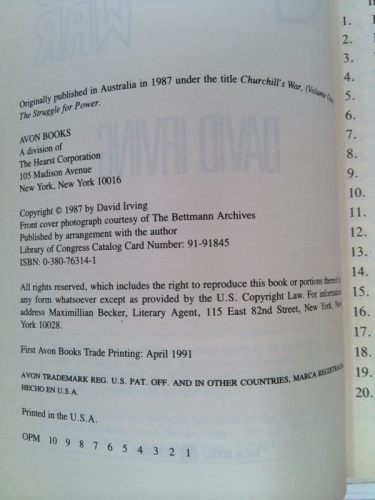 Originally published in Australia in 1987 under the title Churchill's War, (Volume One)
The Struggle for Power.
AVON BOOKS
A division of
The Hearst Corporation
105 Madison Avenue
New York, New York 10016
Copyright © 1987 by David Irving
Front cover photograph courtesy of The Bettmann Archives
Published by arrangement with the author
Library of Congress Catalog Card Number: 91-91845
ISBN: 0-380-76314-1
All rights reserved, which includes the right to reproduce this book or portions thereof in
any form whatsoever except as provided by the U.S. Copyright Law. For information
address Maximillian Becker, Literary Agent, 115 East 82nd Street, New York, New
York 10028.
First Avon Books Trade Printing: April 1991
AVON TRADEMARK REG. U.S. PAT. OFF. AND IN OTHER COUNTRIES, MARCA REGISTRADA,
HECHO EN U.S.A.
Printed in the U.S.A.
OPM 10 9 8 7 6 5 4 3 2 1
WAR
DAVID IRVING
1.
2.
3.
4.
5.
6.
7.
8.
9.
10.
11.
12.
13.
14.
15.
16.
17.
18.
19.
20.